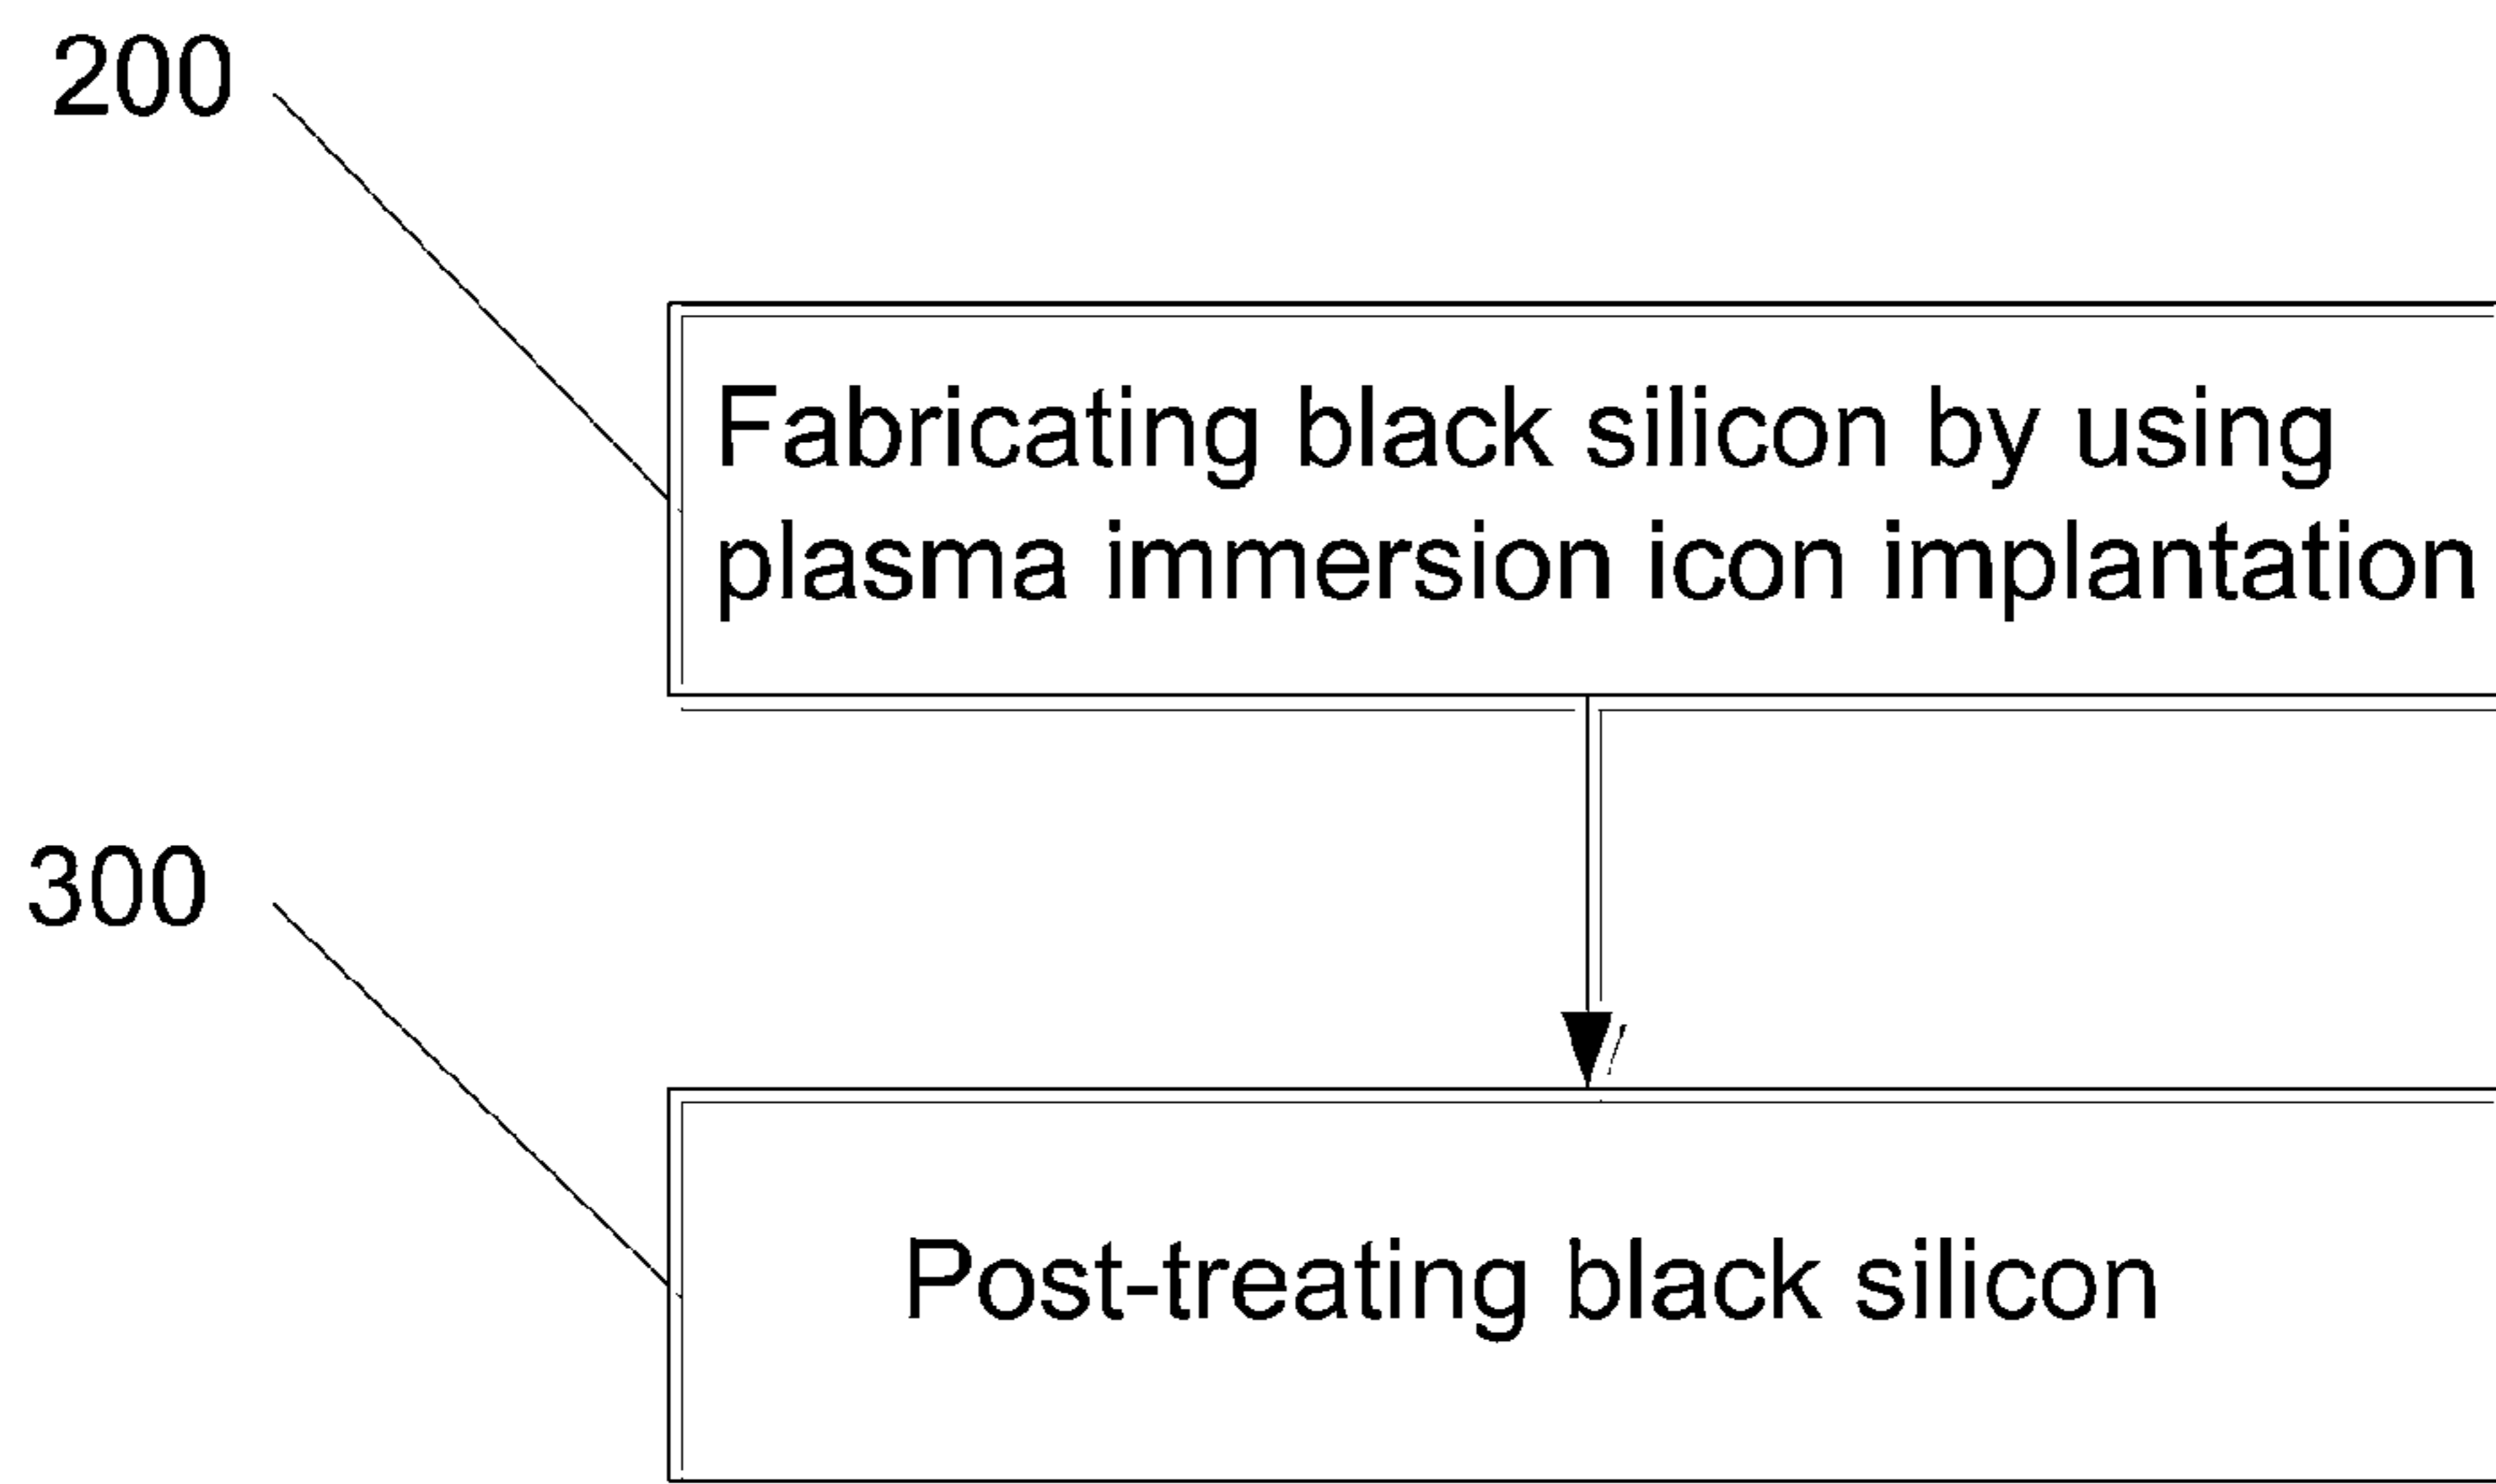 200
Fabricating black silicon by using
plasma immersion icon implantation
300
Post-treating black silicon